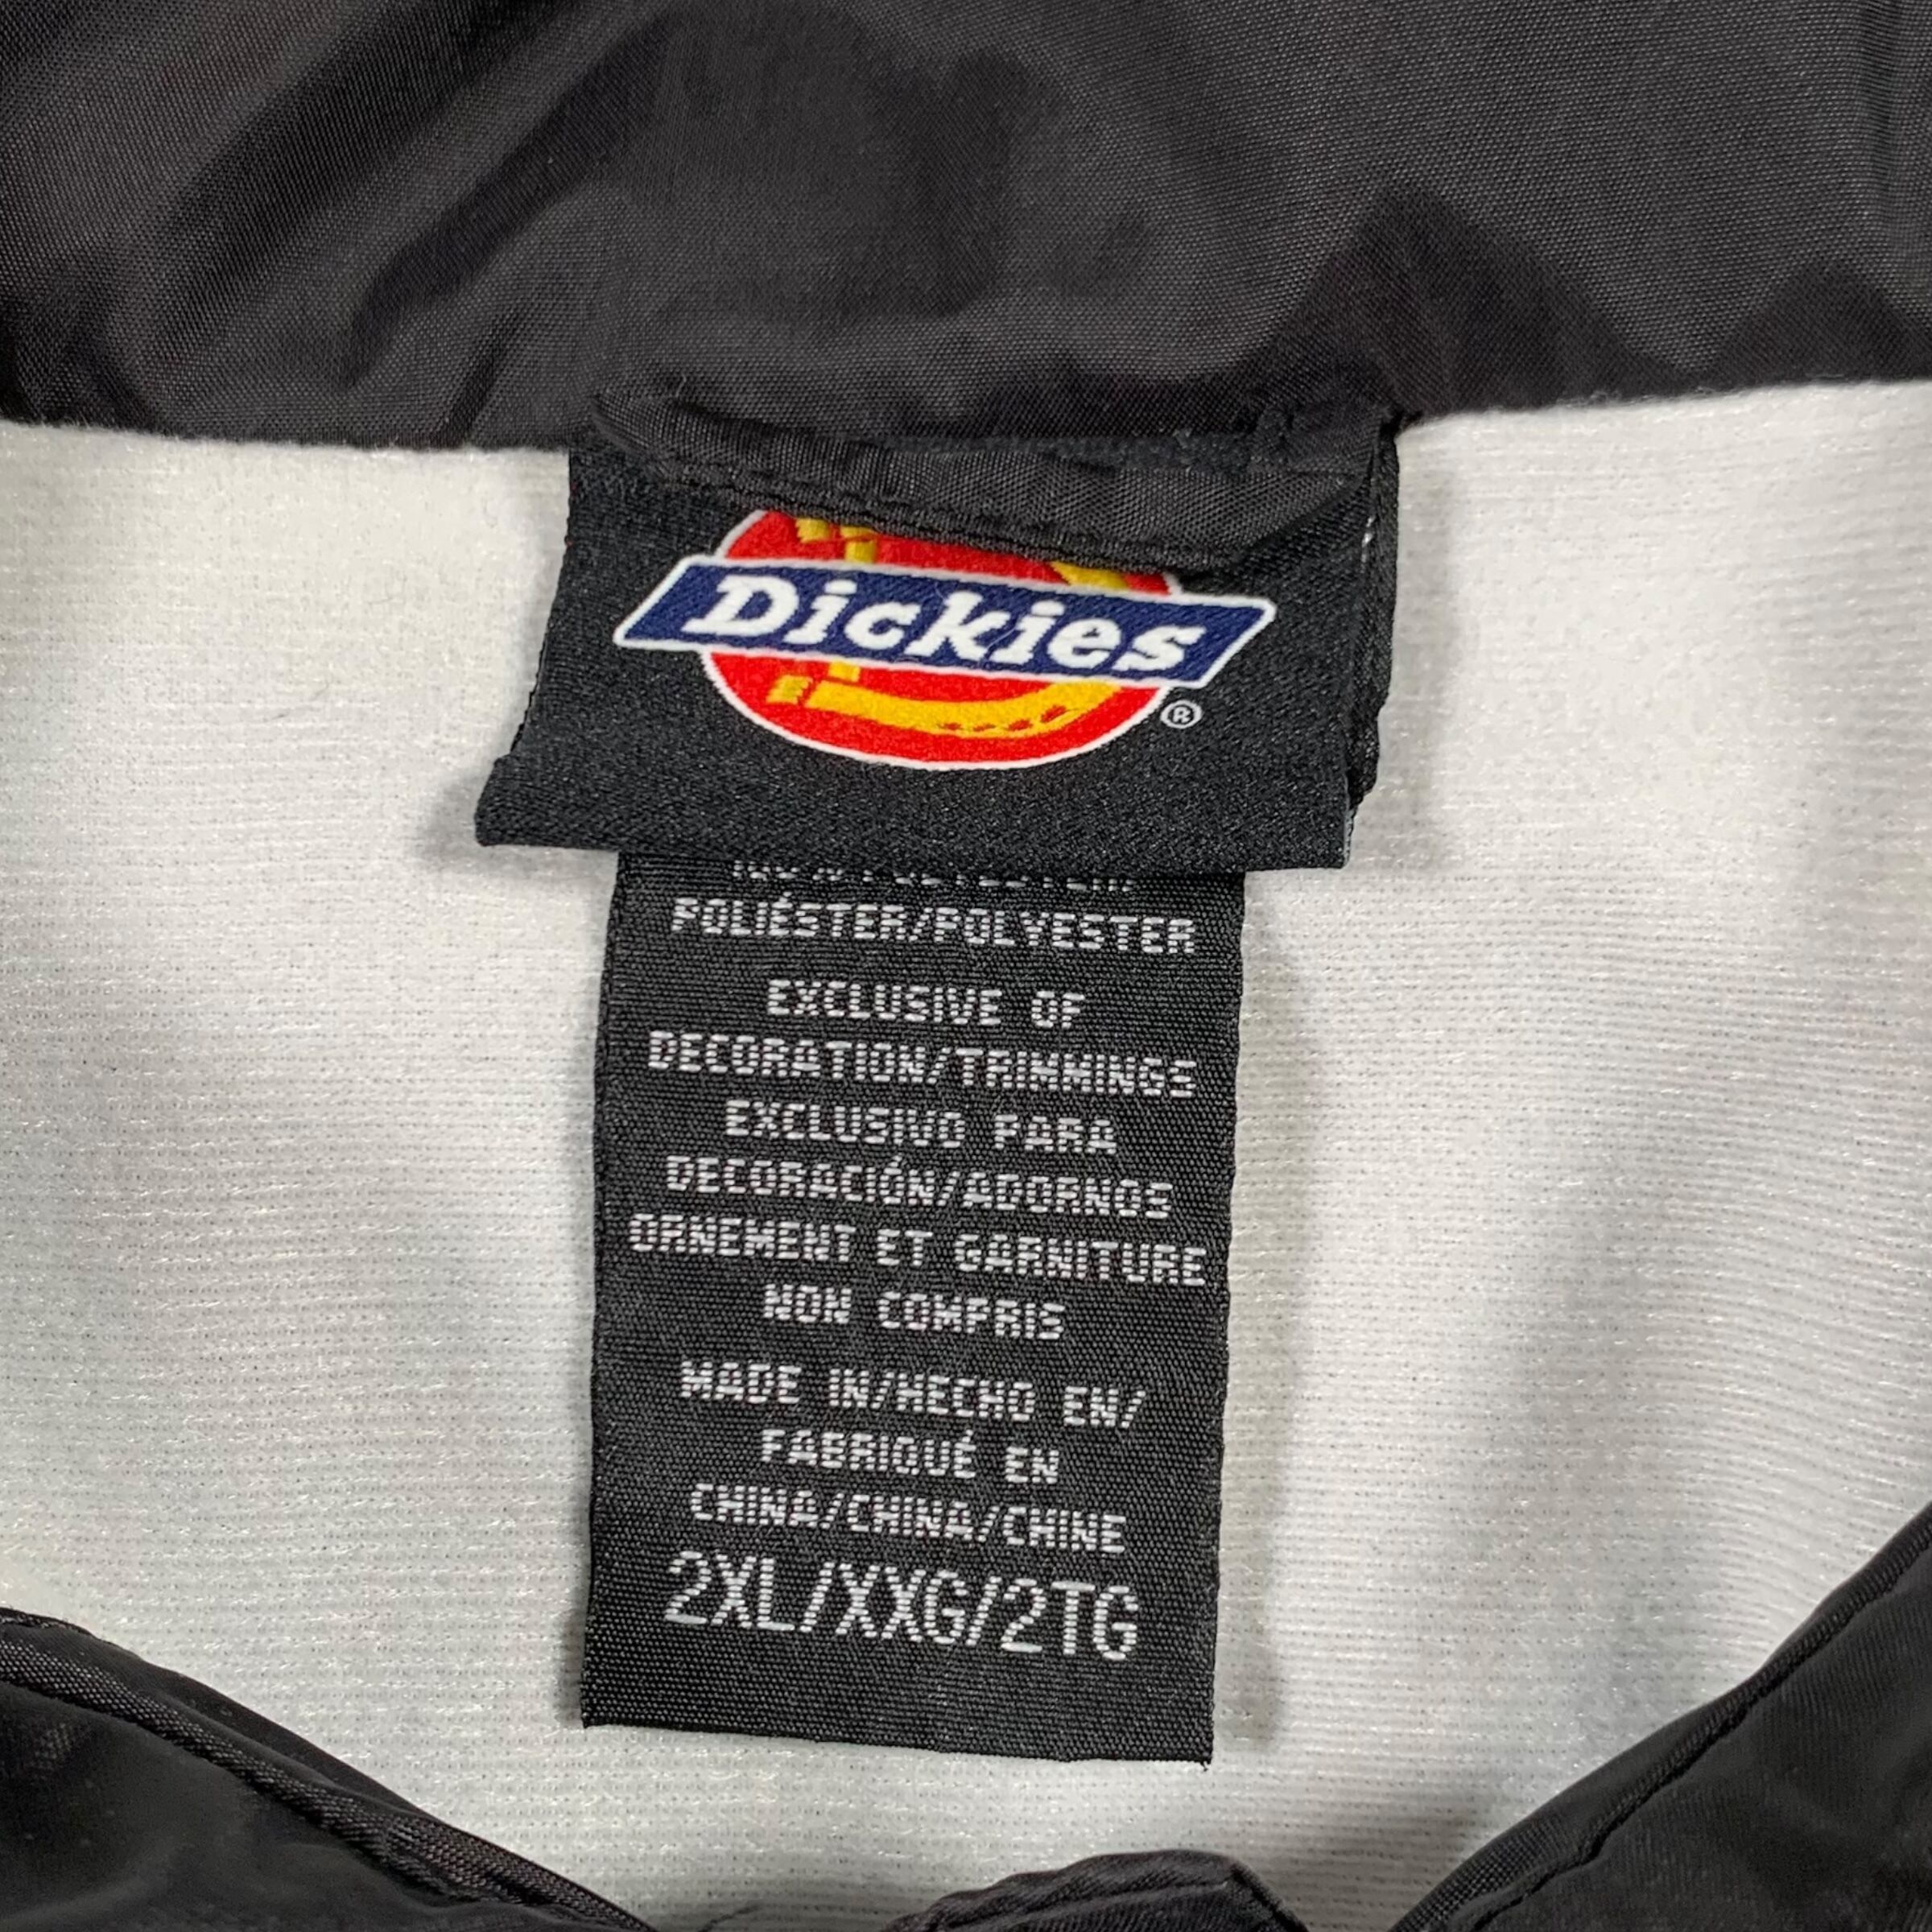 Dickies
®
POLIÉSTER/POLYESTER
EXCLUSIVE OF
DECORATION/TRIMMINGS
EXCLUSIVO PARA
DECORACIÓN/ADORNOS
ORNEMENT ET GARNITURE
NON COMPRIS
MADE IN/HECHO EN/
FABRIQUÉ EN
CHINA/CHINA/CHINE
2XL/XXG/2TG